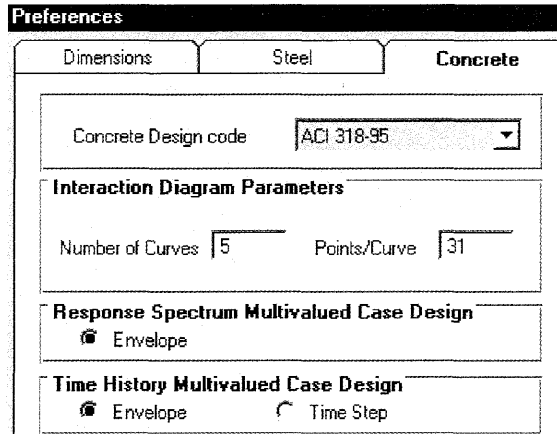 Preferences
Dimensions Steel Concrete
Concrete Design code ACI 318-95
Interaction Diagram Parameters
Number of Curves 5 Points/Curve 31
Response Spectrum Multivalued Case Design
Envelope
Time History Multivalued Case Design
Envelope Time Step